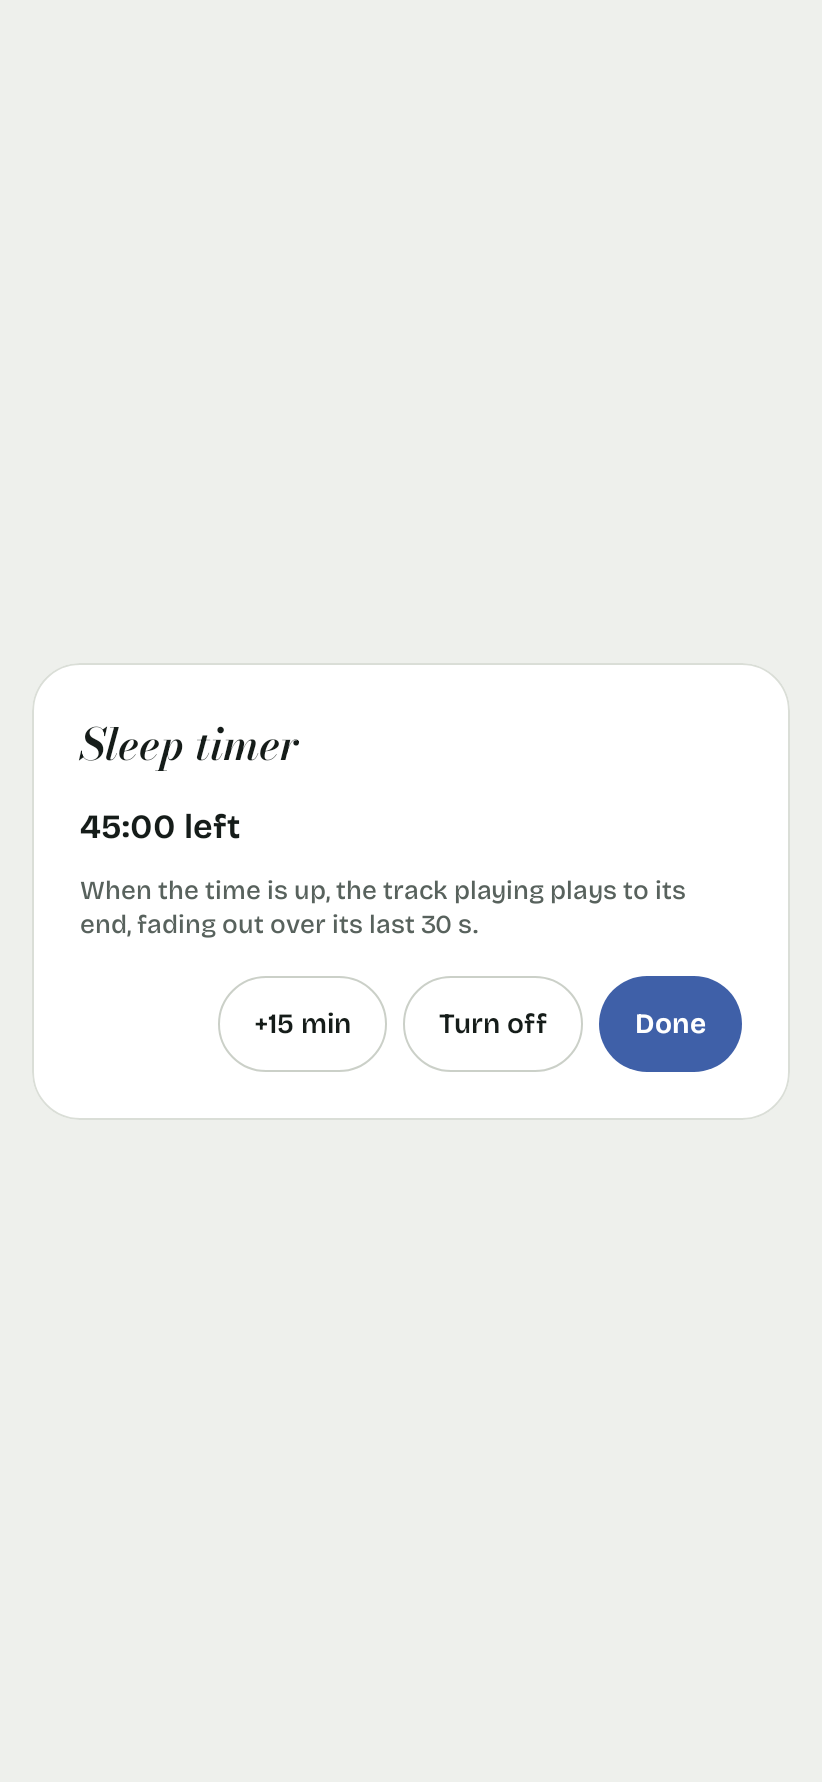 Sleep timer
45:00 left
When the time is up, the track playing plays to its
end, fading out over its last 30 s.
+15 min
Turn off
Done